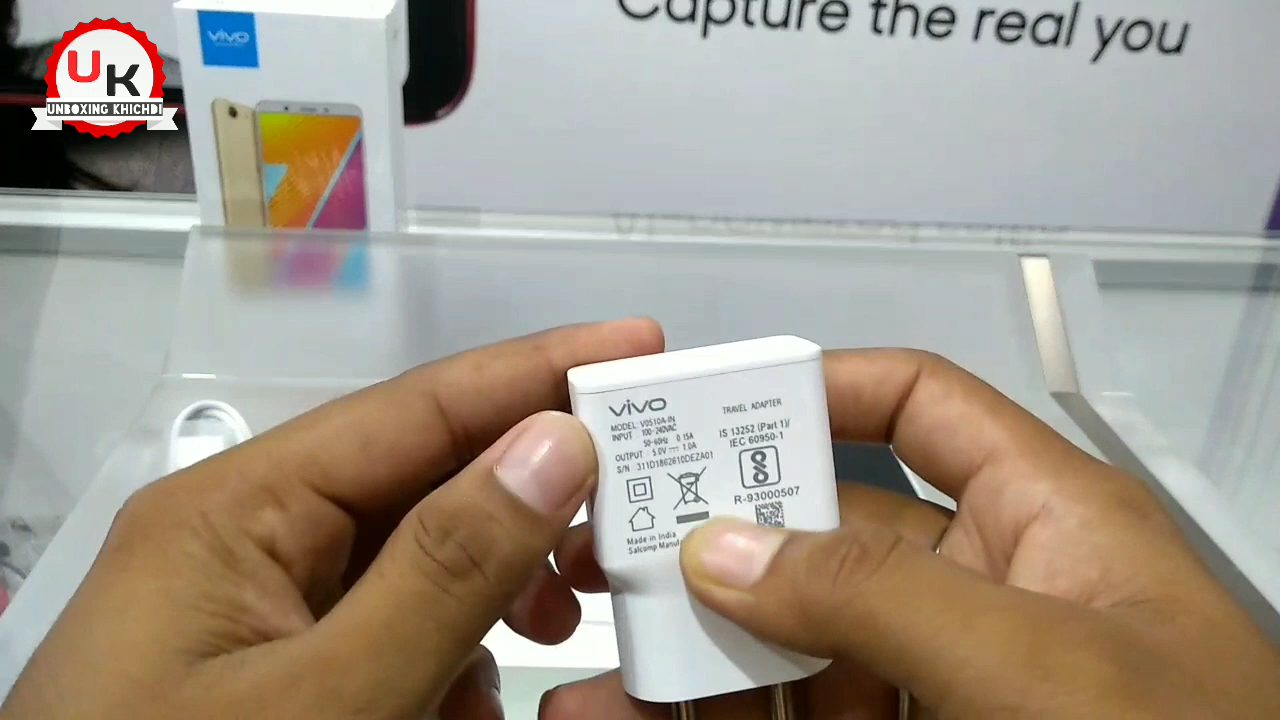 Capture the real you
vivo
UK
UNBOXING KHICHDI
vivo
TRAVEL ADAPTER
MODEL V0510A-IN
INPUT 100-240VAC
50-60Hz 0.15A
OUTPUT 5.0V⎓1.0A
S/N 311D1862610DEZA01
IS 13252 (Part 1)/
IEC 60950-1
R-93000507
Made in India
Salcomp